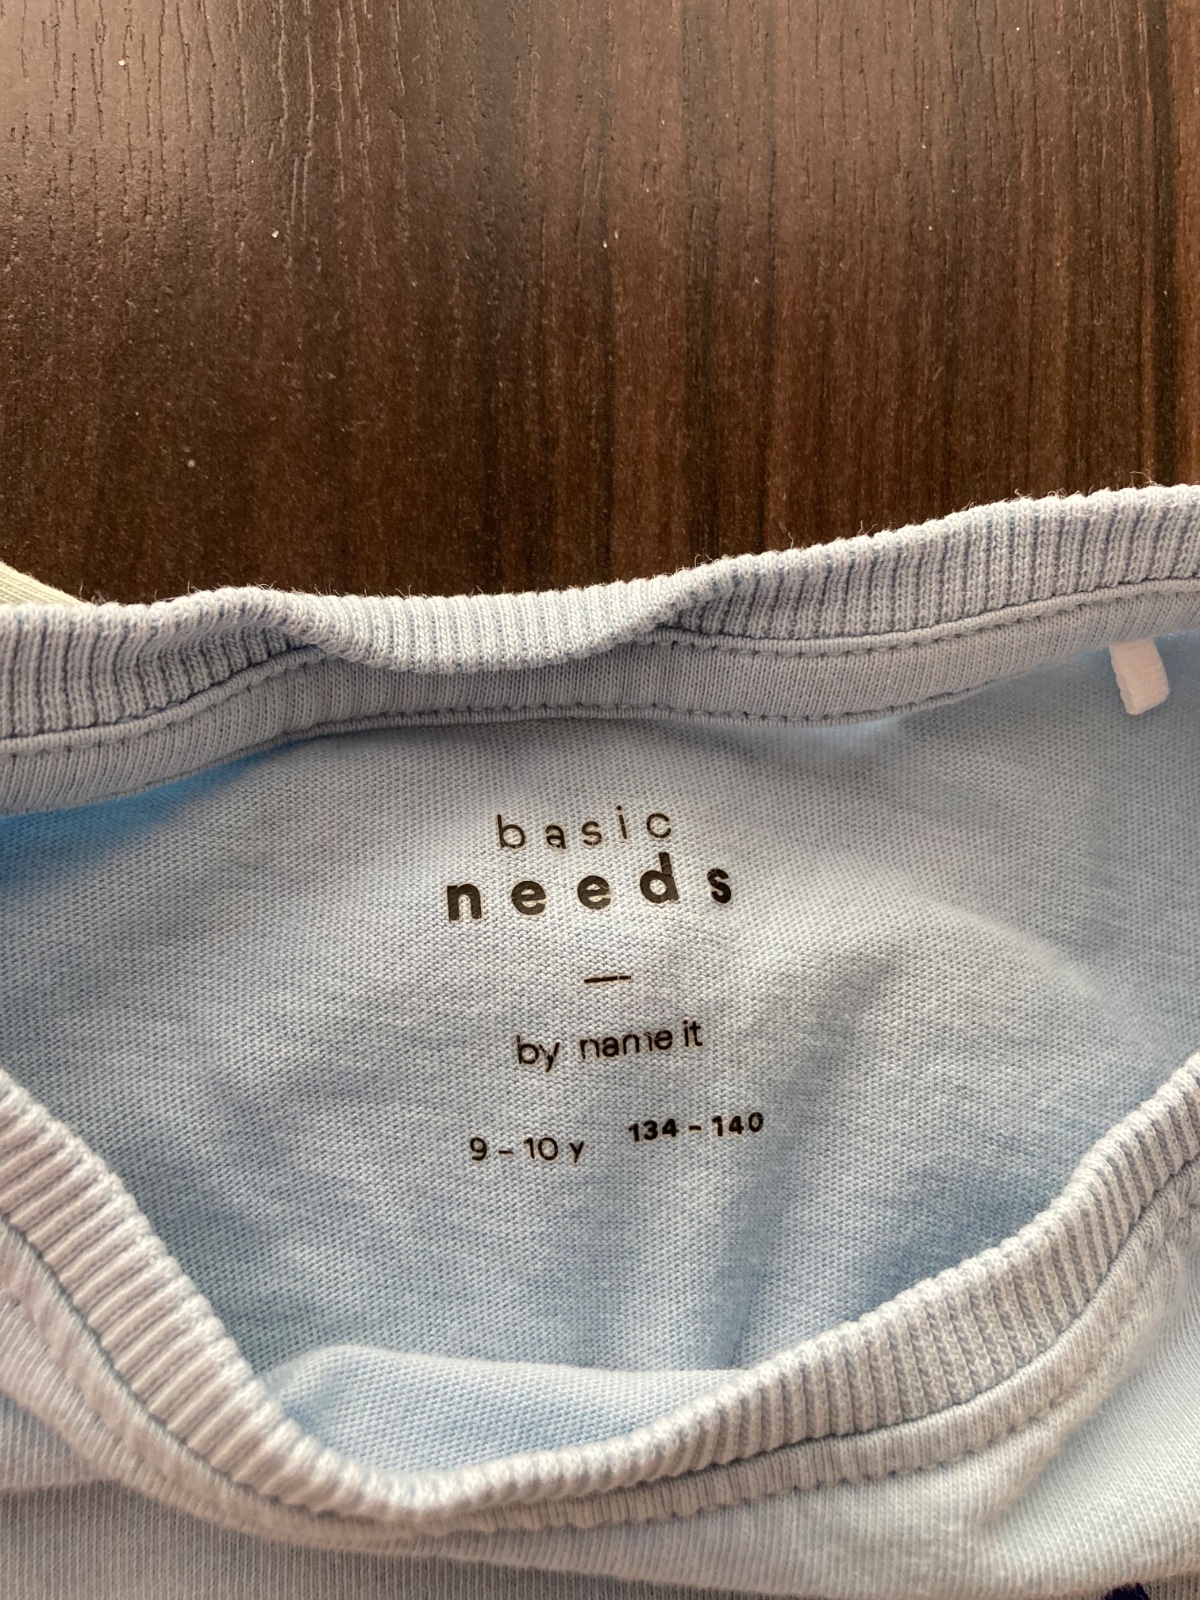 basic
needs
—
by name it
9 - 10 y 134 - 140